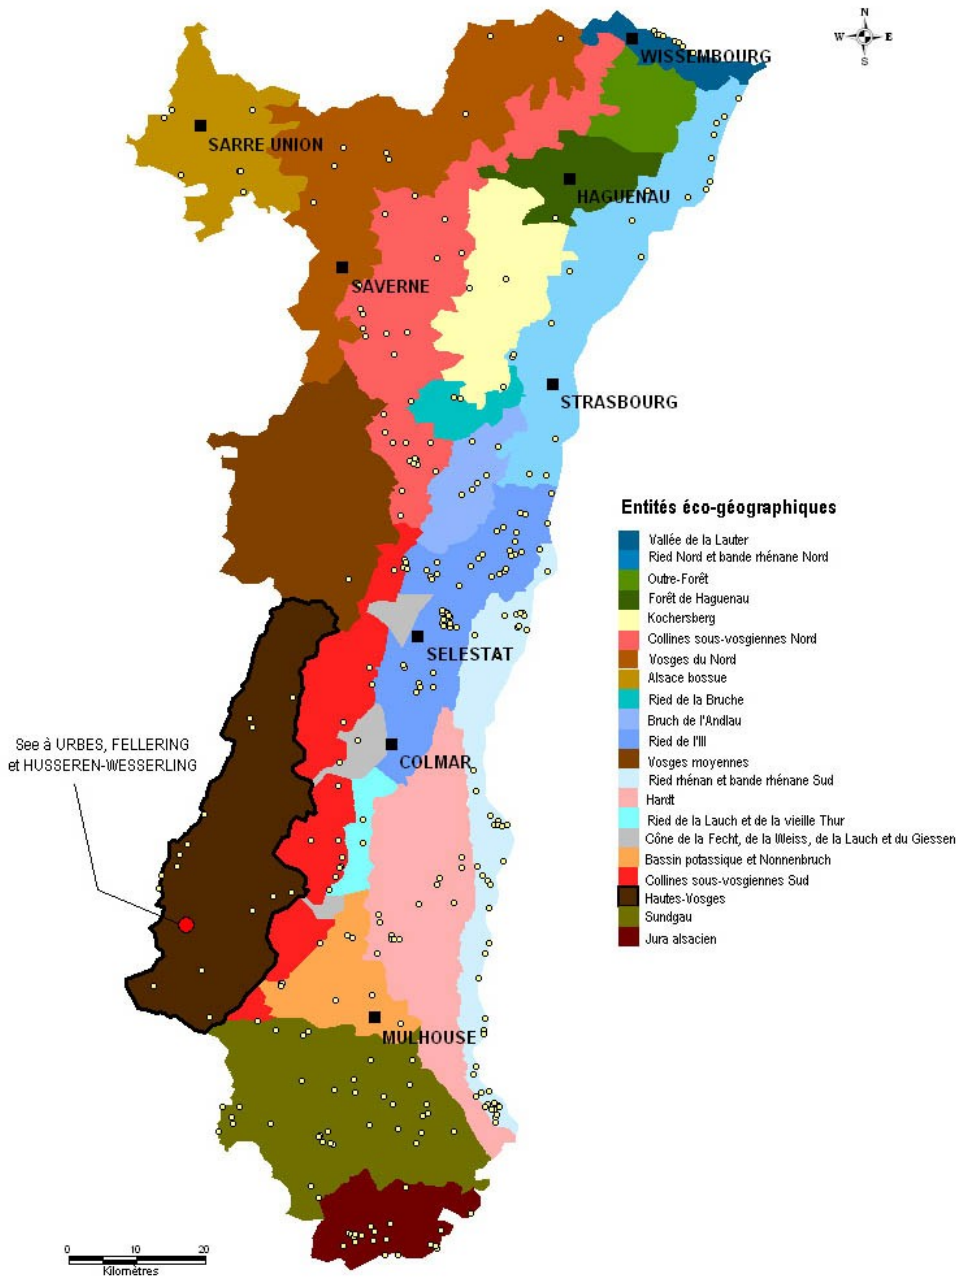 N
W E
S
WISSEMBOURG
SARRE UNION
HAGUENAU
SAVERNE
STRASBOURG
SELESTAT
COLMAR
MULHOUSE
See à URBES, FELLERING
et HUSSEREN-WESSERLING
Entités éco-géographiques
Vallée de la Lauter
Ried Nord et bande rhénane Nord
Outre-Forêt
Forêt de Haguenau
Kochersberg
Collines sous-vosgiennes Nord
Vosges du Nord
Alsace bossue
Ried de la Bruche
Bruch de l'Andlau
Ried de l'Ill
Vosges moyennes
Ried rhénan et bande rhénane Sud
Hardt
Ried de la Lauch et de la vieille Thur
Cône de la Fecht, de la Weiss, de la Lauch et du Giessen
Bassin potassique et Nonnenbruch
Collines sous-vosgiennes Sud
Hautes-Vosges
Sundgau
Jura alsacien
0 10 20
Kilomètres